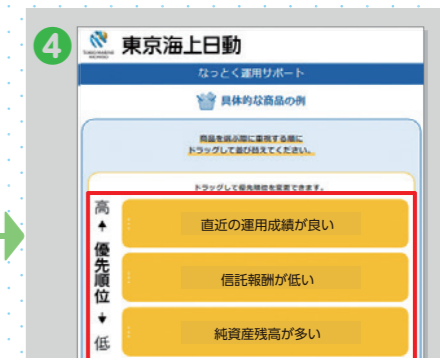 4
東京海上日動
TOKIO MARINE
NICHIDO
なっとく運用サポート
具体的な商品の例
商品を選ぶ際に重視する順に
ドラッグして並び替えてください。
ドラッグして優先順位を変更できます。
高
優先順位
低
直近の運用成績が良い
信託報酬が低い
純資産残高が多い